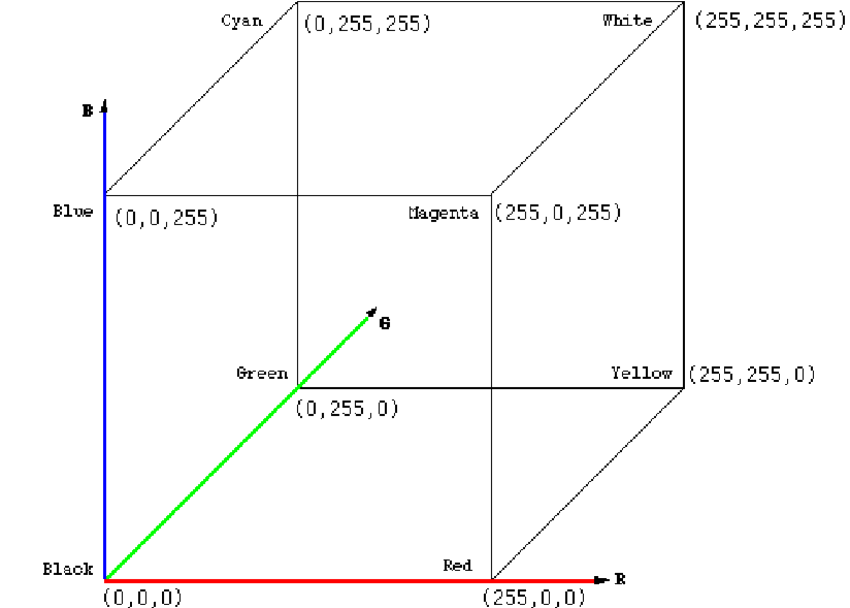 Cyan
(0,255,255)
White
(255,255,255)
B
Blue
(0,0,255)
Magenta
(255,0,255)
G
Green
(0,255,0)
Yellow
(255,255,0)
Black
(0,0,0)
Red
(255,0,0)
R